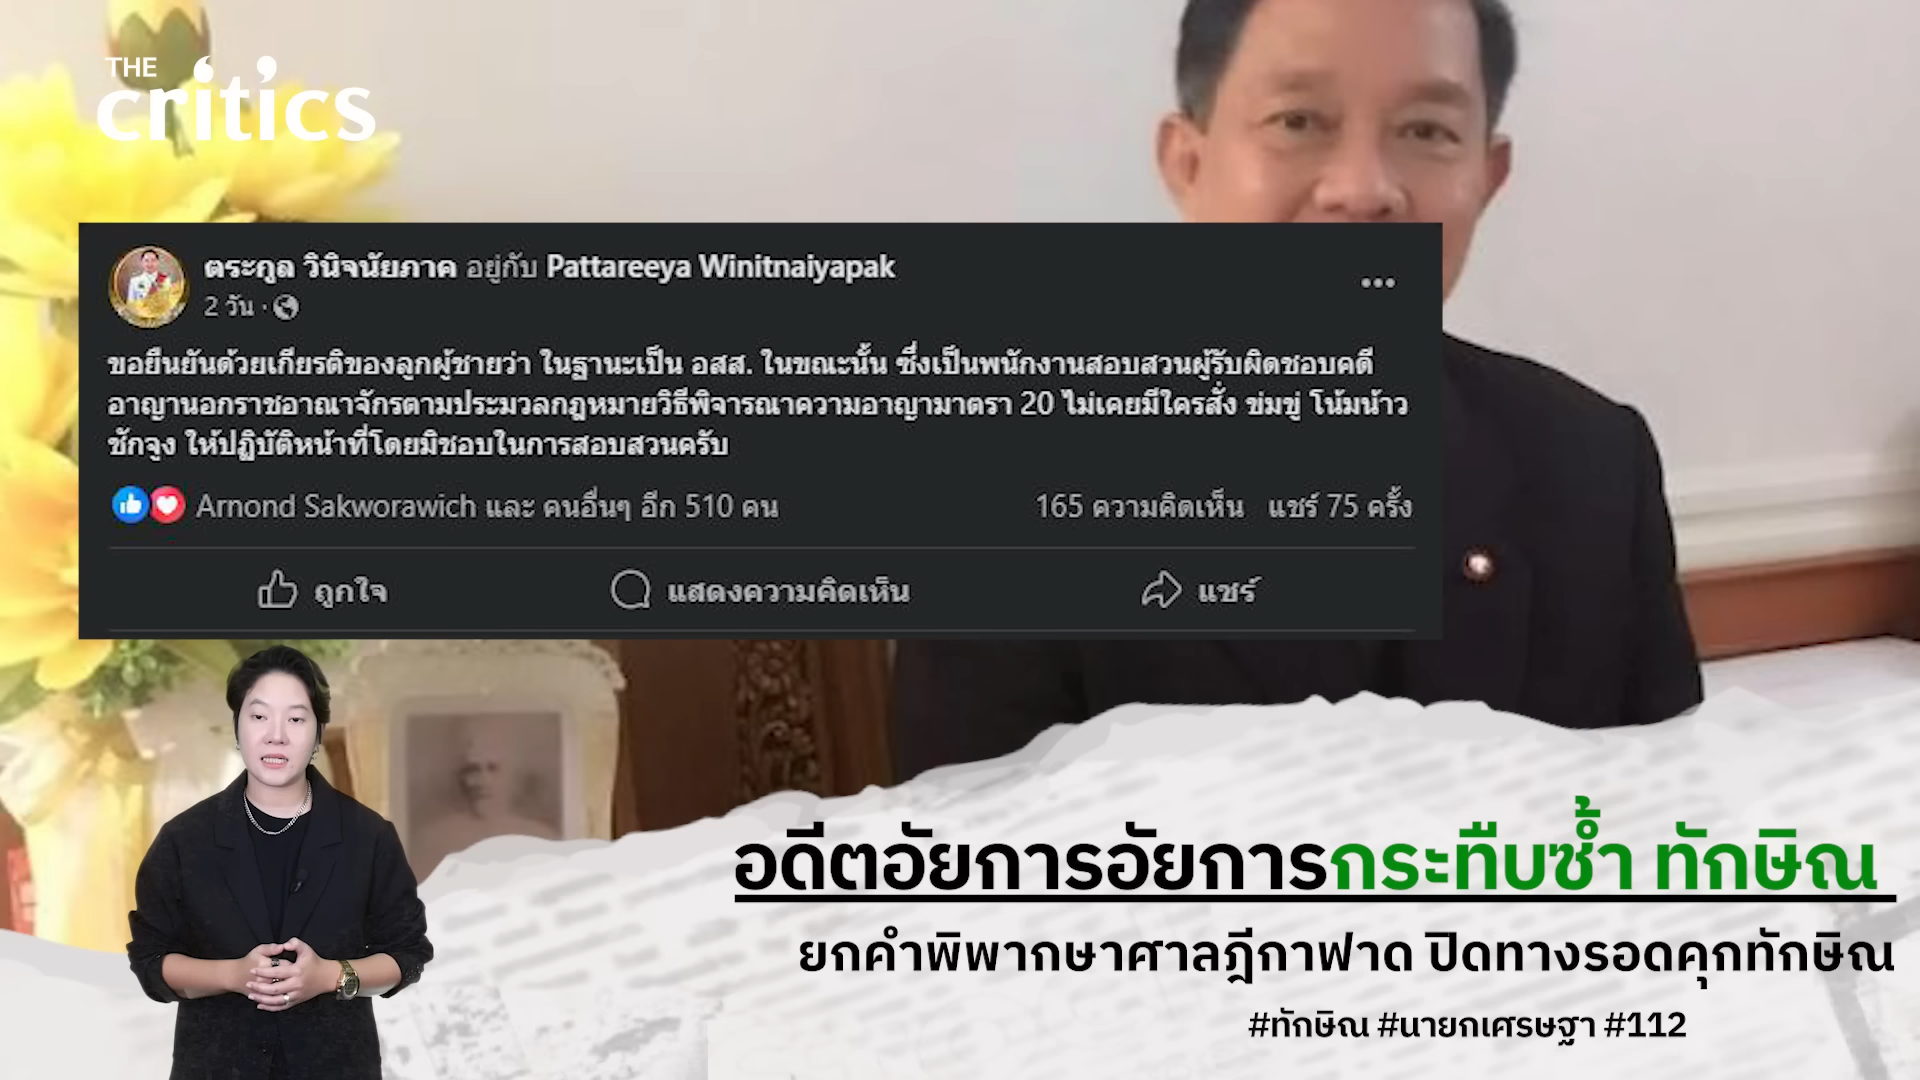 THE
critics
ตระกูล วินิจนัยภาค อยู่กับ Pattareeya Winitnaiyapak
2 วัน ·
ขอยืนยันด้วยเกียรติของลูกผู้ชายว่า ในฐานะเป็น อสส. ในขณะนั้น ซึ่งเป็นพนักงานสอบสวนผู้รับผิดชอบคดี
อาญานอกราชอาณาจักรตามประมวลกฎหมายวิธีพิจารณาความอาญามาตรา 20 ไม่เคยมีใครสั่ง ข่มขู่ โน้มน้าว
ชักจูง ให้ปฏิบัติหน้าที่โดยมิชอบในการสอบสวนครับ
Arnond Sakworawich และ คนอื่นๆ อีก 510 คน 165 ความคิดเห็น แชร์ 75 ครั้ง
ถูกใจ แสดงความคิดเห็น แชร์
อดีตอัยการอัยการกระทืบซ้ำ ทักษิณ
ยกคำพิพากษาศาลฎีกาฟาด ปิดทางรอดคุกทักษิณ
#ทักษิณ #นายกเศรษฐา #112